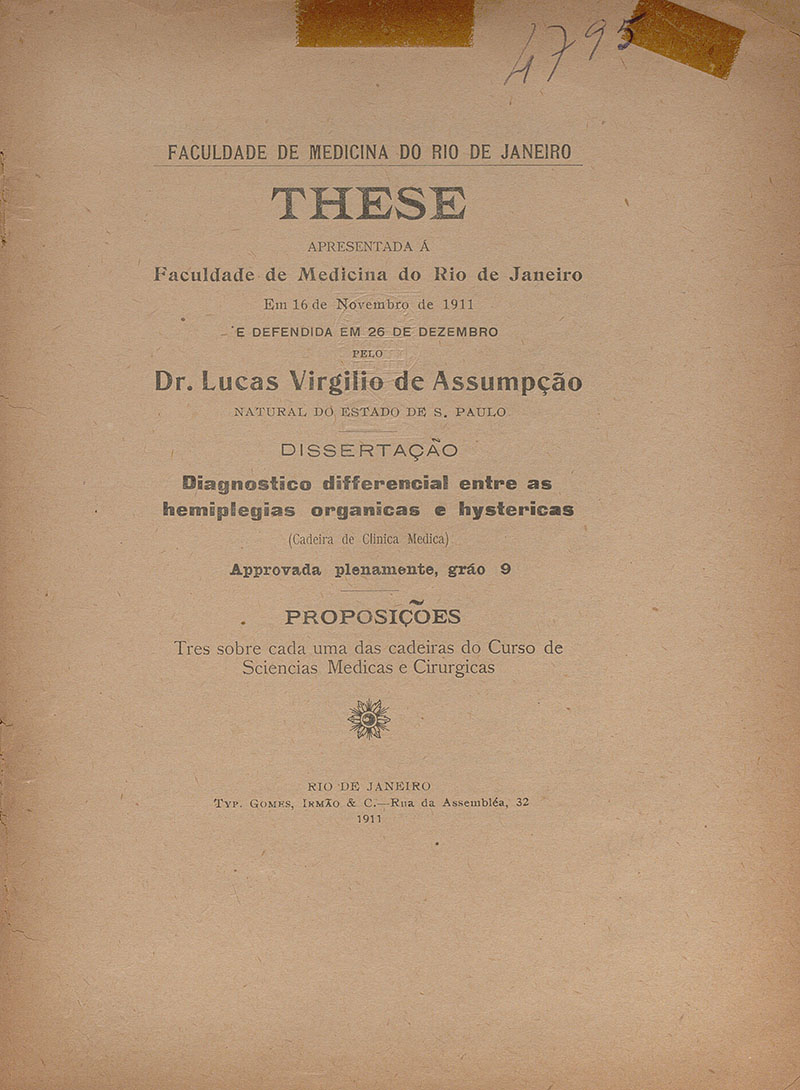 4795
FACULDADE DE MEDICINA DO RIO DE JANEIRO
THESE
APRESENTADA Á
Faculdade de Medicina do Rio de Janeiro
Em 16 de Novembro de 1911
E DEFENDIDA EM 26 DE DEZEMBRO
PELO
Dr. Lucas Virgilio de Assumpção
NATURAL DO ESTADO DE S. PAULO
DISSERTAÇÃO
Diagnostico differencial entre as
hemiplegias organicas e hystericas
(Cadeira de Clinica Medica)
Approvada plenamente, gráo 9
PROPOSIÇÕES
Tres sobre cada uma das cadeiras do Curso de
Sciencias Medicas e Cirurgicas
RIO DE JANEIRO
TYP. GOMES, IRMÃO & C.—Rua da Assembléa, 32
1911